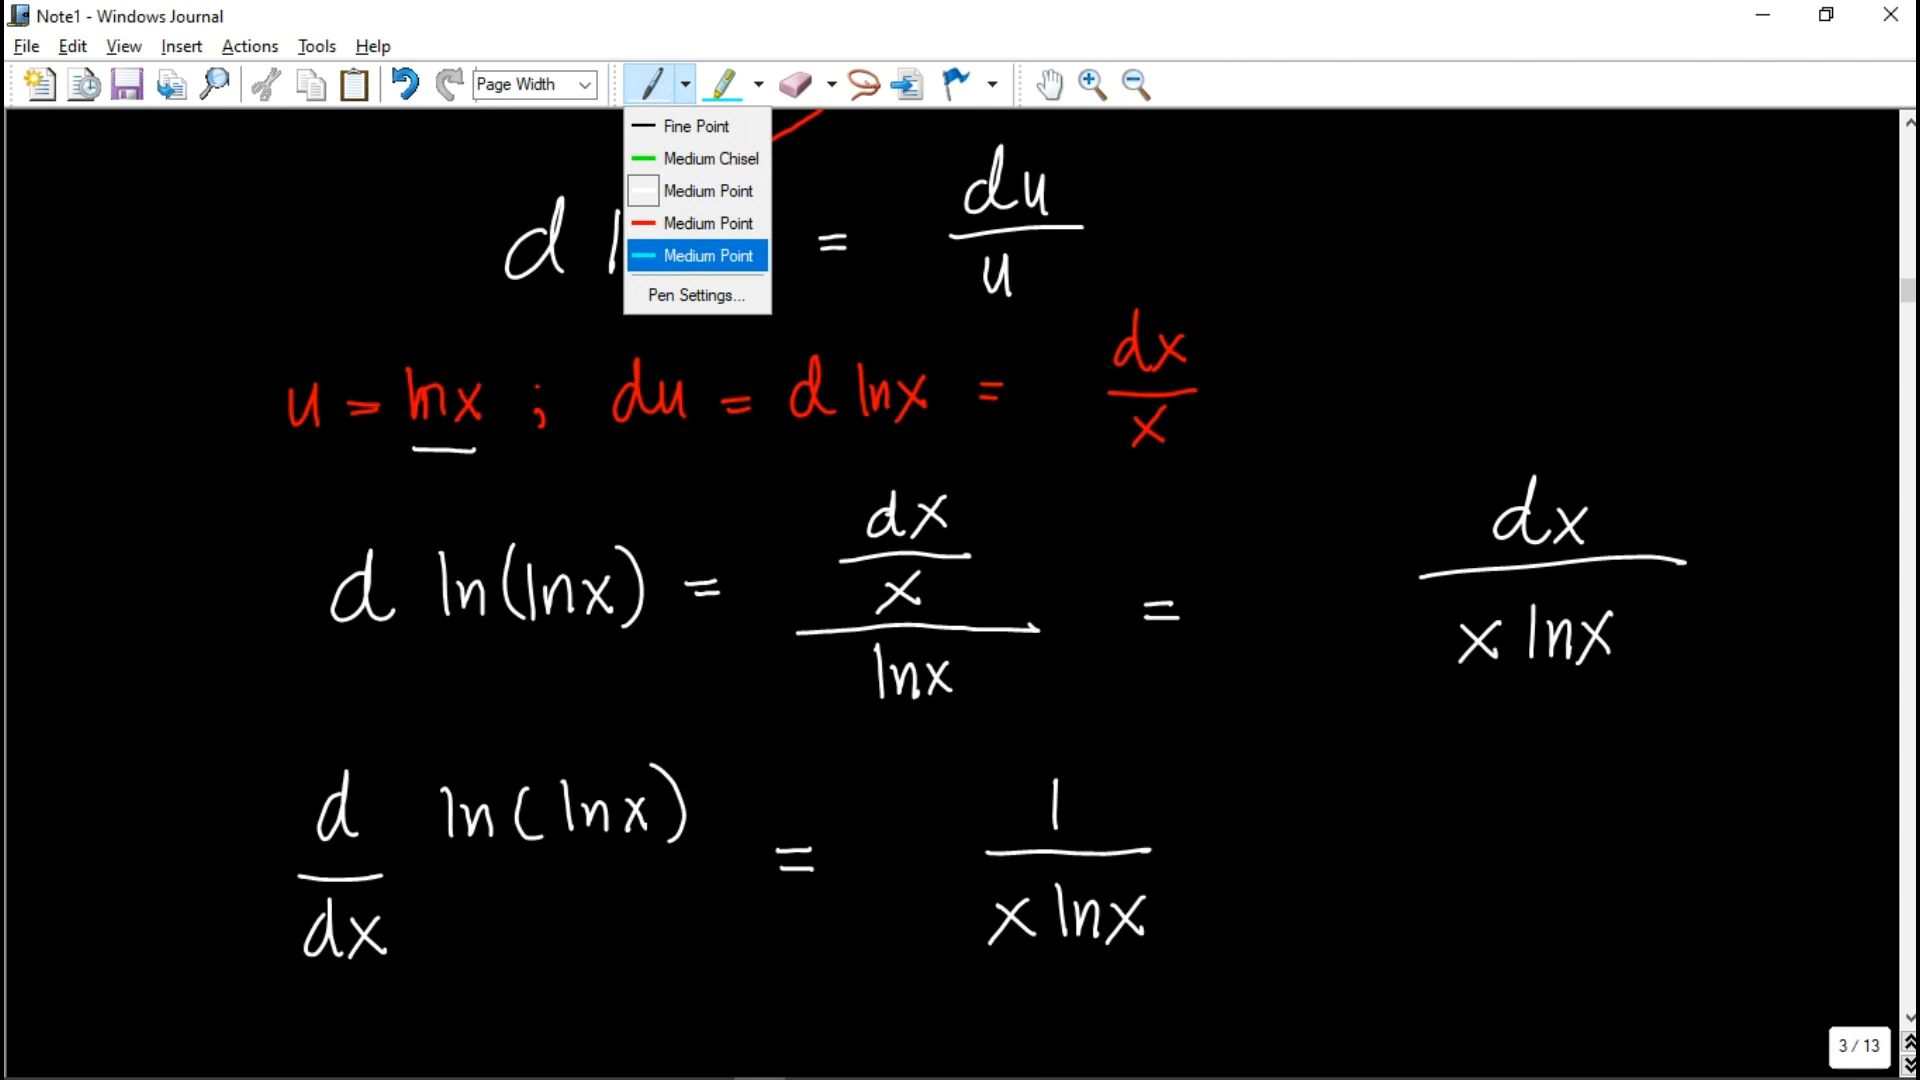 Note1 - Windows Journal
File Edit View Insert Actions Tools Help
Page Width
Fine Point
Medium Chisel
Medium Point
Medium Point
Medium Point
Pen Settings...
d l = du/u
u = lnx ; du = d lnx = dx/x
d ln(lnx) = dx/x/lnx = dx/x lnx
d/dx ln(lnx) = 1/x lnx
3 / 13